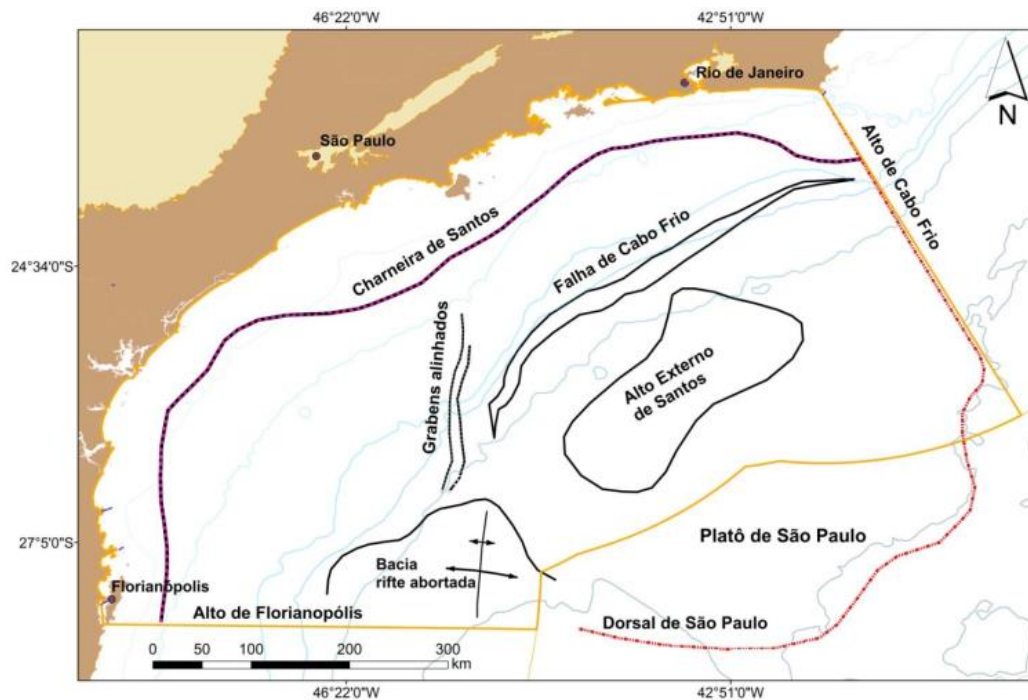 46°22'0"W
42°51'0"W
Rio de Janeiro
N
São Paulo
Alto de Cabo Frio
Charneira de Santos
Falha de Cabo Frio
24°34'0"S
Grabens alinhados
Alto Externo
de Santos
27°5'0"S
Platô de São Paulo
Bacia
rifte abortada
Florianópolis
Alto de Florianopólis
Dorsal de São Paulo
0 50 100 200 300
km
46°22'0"W
42°51'0"W